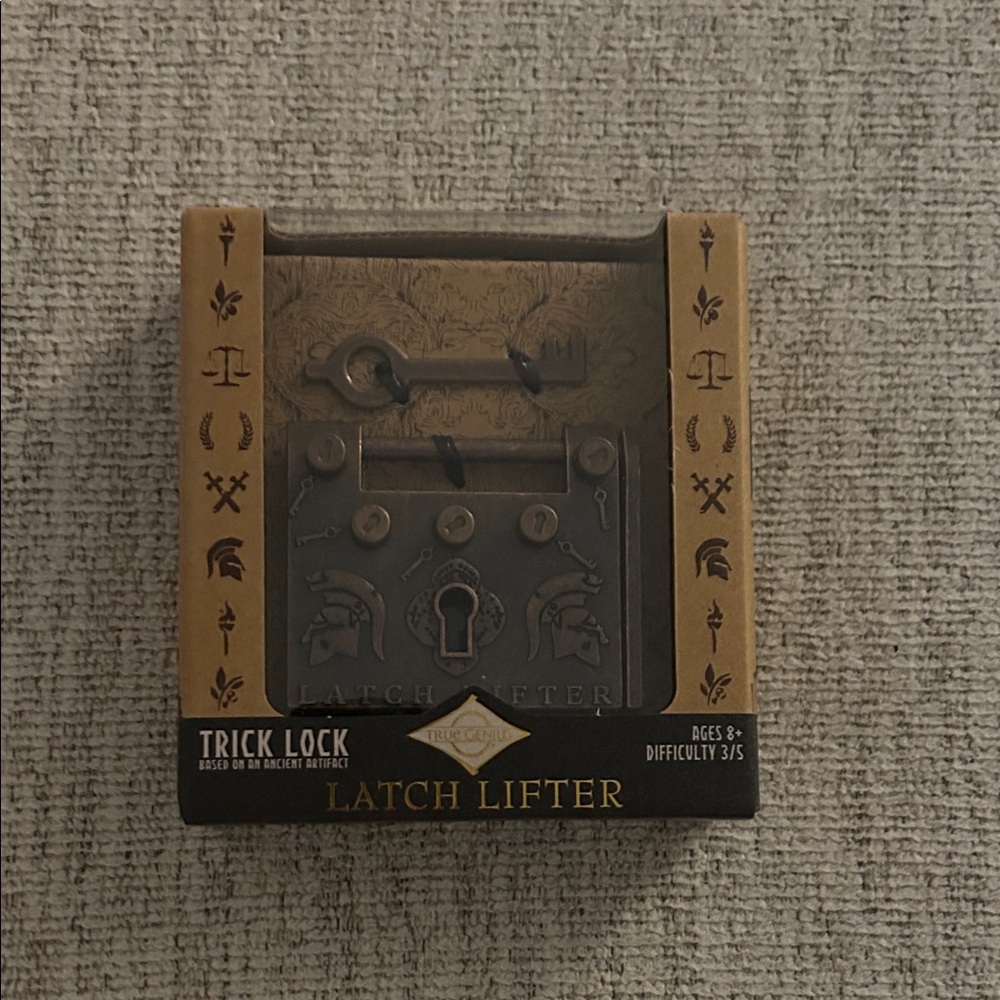 LATCH LIFTER
TRICK LOCK
BASED ON AN ANCIENT ARTIFACT
TRUE GENIUS
AGES 8+
DIFFICULTY 3/5
LATCH LIFTER